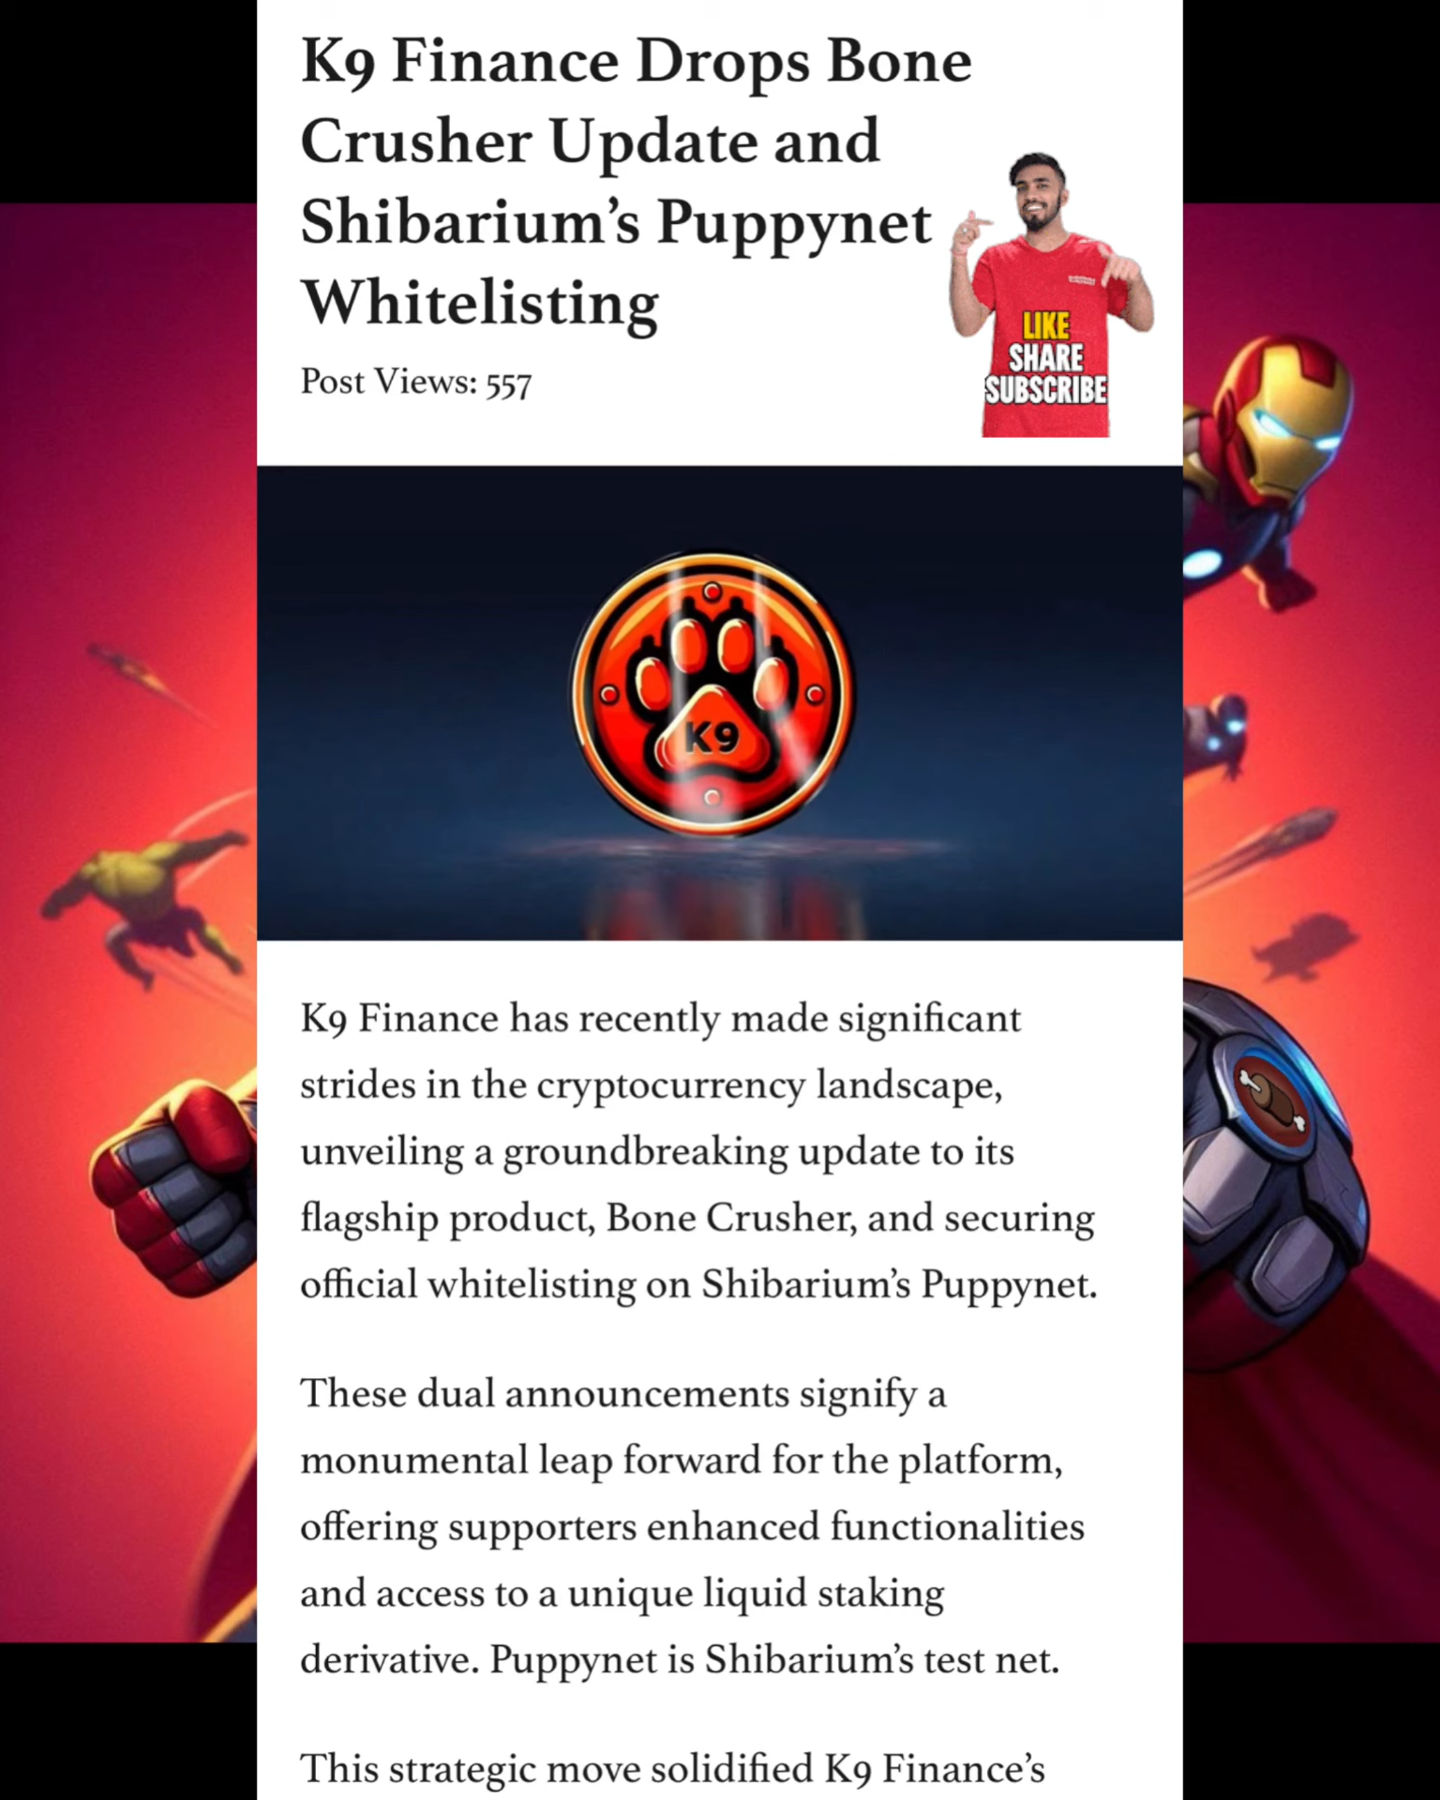 K9 Finance Drops Bone
Crusher Update and
Shibarium’s Puppynet
Whitelisting
Post Views: 557
LIKE
SHARE
SUBSCRIBE
K9
K9 Finance has recently made significant
strides in the cryptocurrency landscape,
unveiling a groundbreaking update to its
flagship product, Bone Crusher, and securing
official whitelisting on Shibarium’s Puppynet.
These dual announcements signify a
monumental leap forward for the platform,
offering supporters enhanced functionalities
and access to a unique liquid staking
derivative. Puppynet is Shibarium’s test net.
This strategic move solidified K9 Finance’s